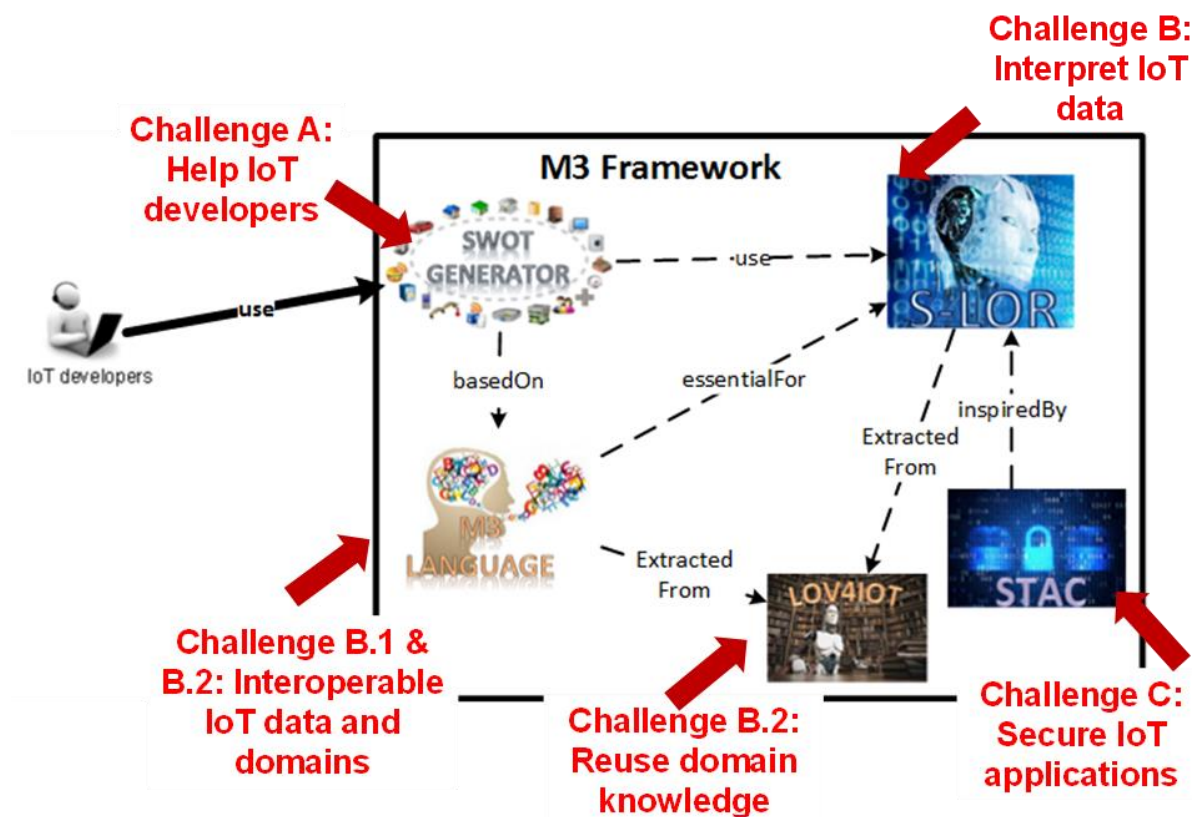 Challenge B:
Interpret IoT
data
Challenge A:
Help IoT
developers
M3 Framework
SWOT
GENERATOR
use
S-LOR
use
IoT developers
basedOn
essentialFor
inspiredBy
Extracted
From
M3
LANGUAGE
Extracted
From
LOV4IOT
STAC
Challenge B.1 &
B.2: Interoperable
IoT data and
domains
Challenge B.2:
Reuse domain
knowledge
Challenge C:
Secure IoT
applications